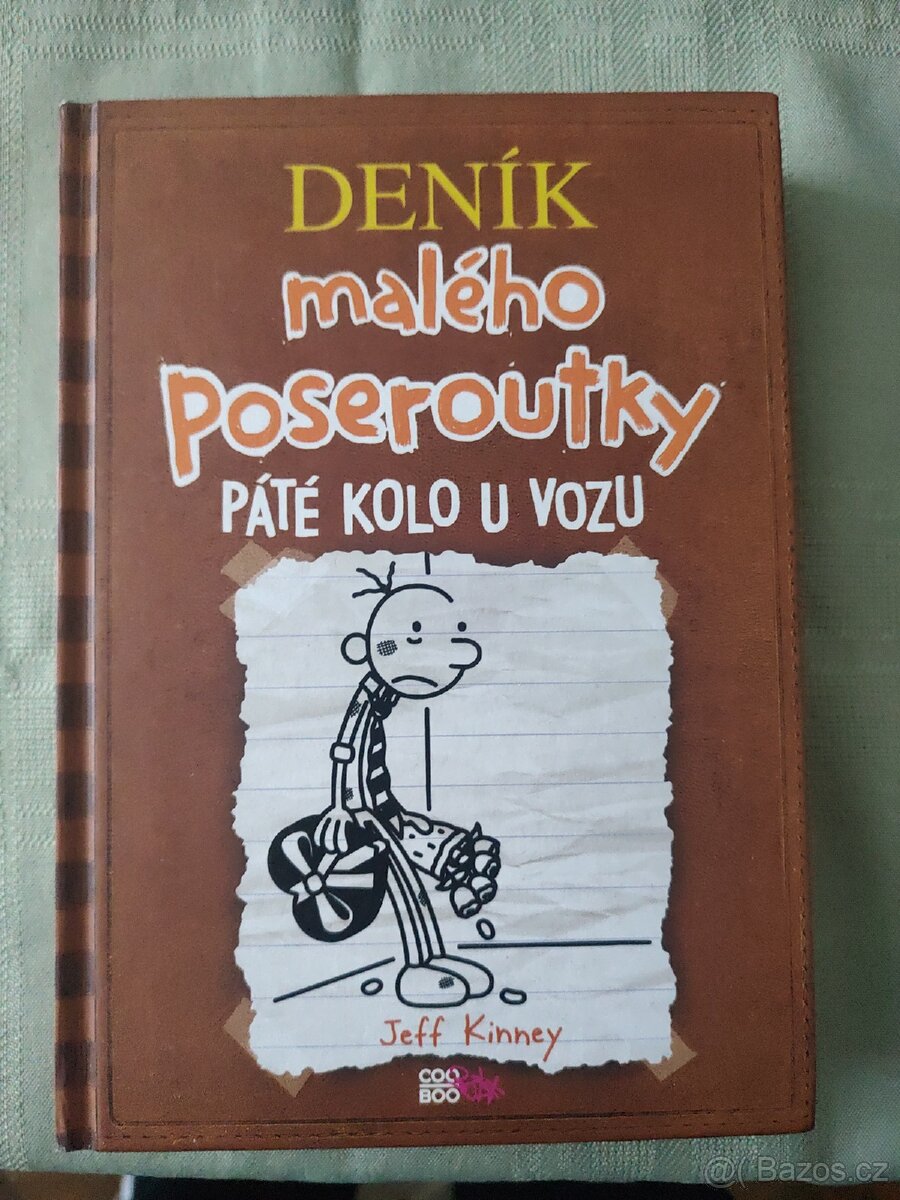 DENÍK
malého
poseroutky
PÁTÉ KOLO U VOZU
Jeff Kinney
COO
BOO
@( Bazos.cz